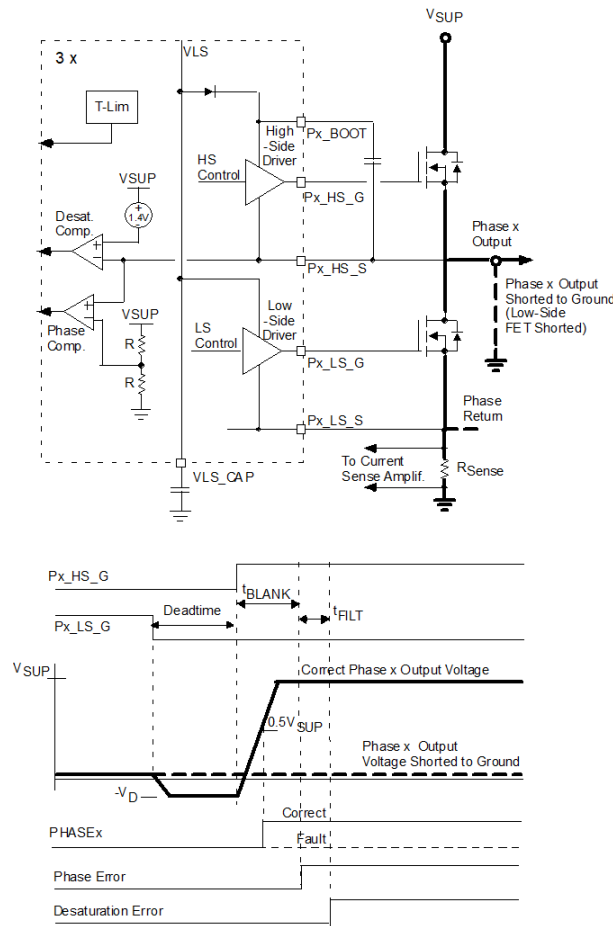 VSUP
3 x
VLS
T-Lim
High
-Side
Driver
Px_BOOT
HS
Control
Px_HS_G
VSUP
+
1.4V
-
Desat.
Comp.
+
-
Px_HS_S
Phase x
Output
Phase x Output
Shorted to Ground
(Low-Side
FET Shorted)
+
-
Phase
Comp.
VSUP
R
R
Low-
-Side
Driver
LS
Control
Px_LS_G
Px_LS_S
Phase
Return
To Current
Sense Amplif.
RSense
VLS_CAP
Px_HS_G
Deadtime
tBLANK
tFILT
Px_LS_G
VSUP
Correct Phase x Output Voltage
0.5VSUP
Phase x Output
Voltage Shorted to Ground
-VD
Correct
PHASEx
Fault
Phase Error
Desaturation Error